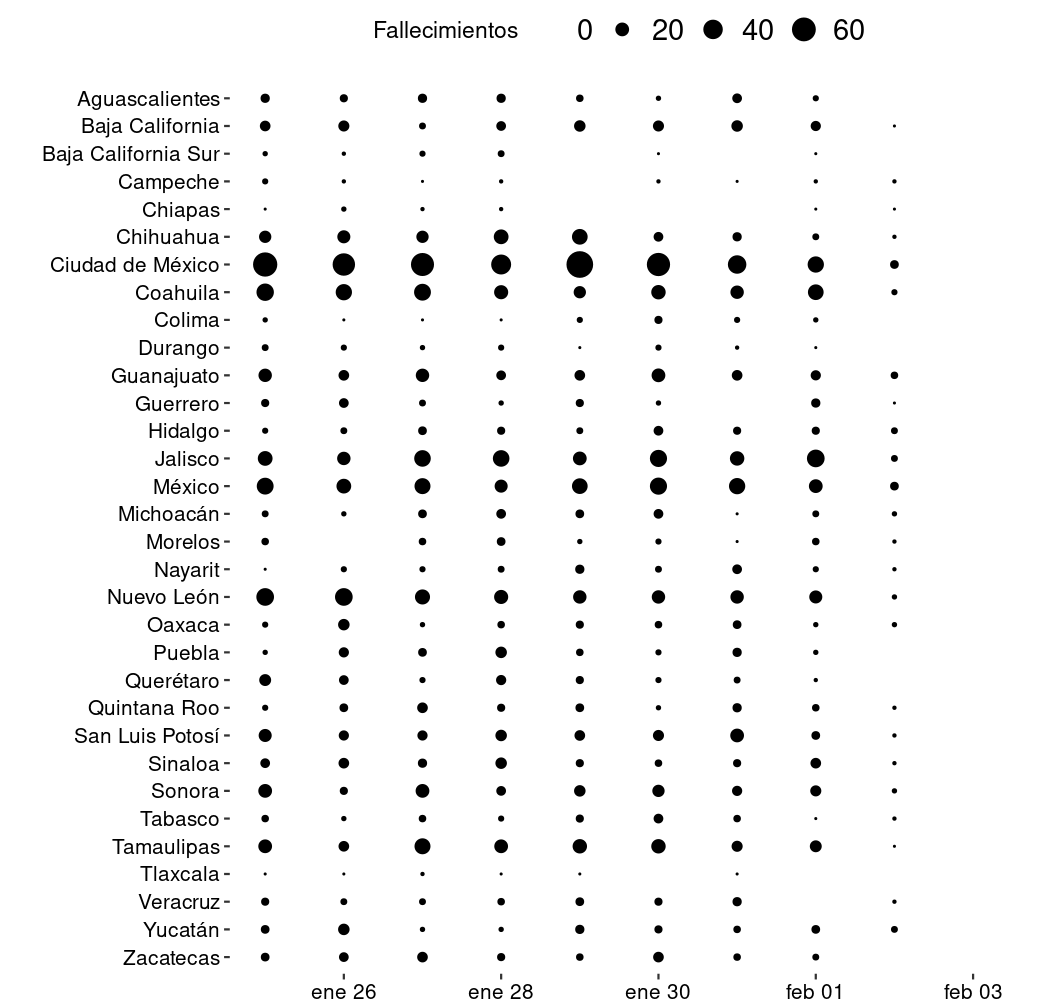 Fallecimientos 0 20 40 60
Aguascalientes
Baja California
Baja California Sur
Campeche
Chiapas
Chihuahua
Ciudad de México
Coahuila
Colima
Durango
Guanajuato
Guerrero
Hidalgo
Jalisco
México
Michoacán
Morelos
Nayarit
Nuevo León
Oaxaca
Puebla
Querétaro
Quintana Roo
San Luis Potosí
Sinaloa
Sonora
Tabasco
Tamaulipas
Tlaxcala
Veracruz
Yucatán
Zacatecas
ene 26 ene 28 ene 30 feb 01 feb 03